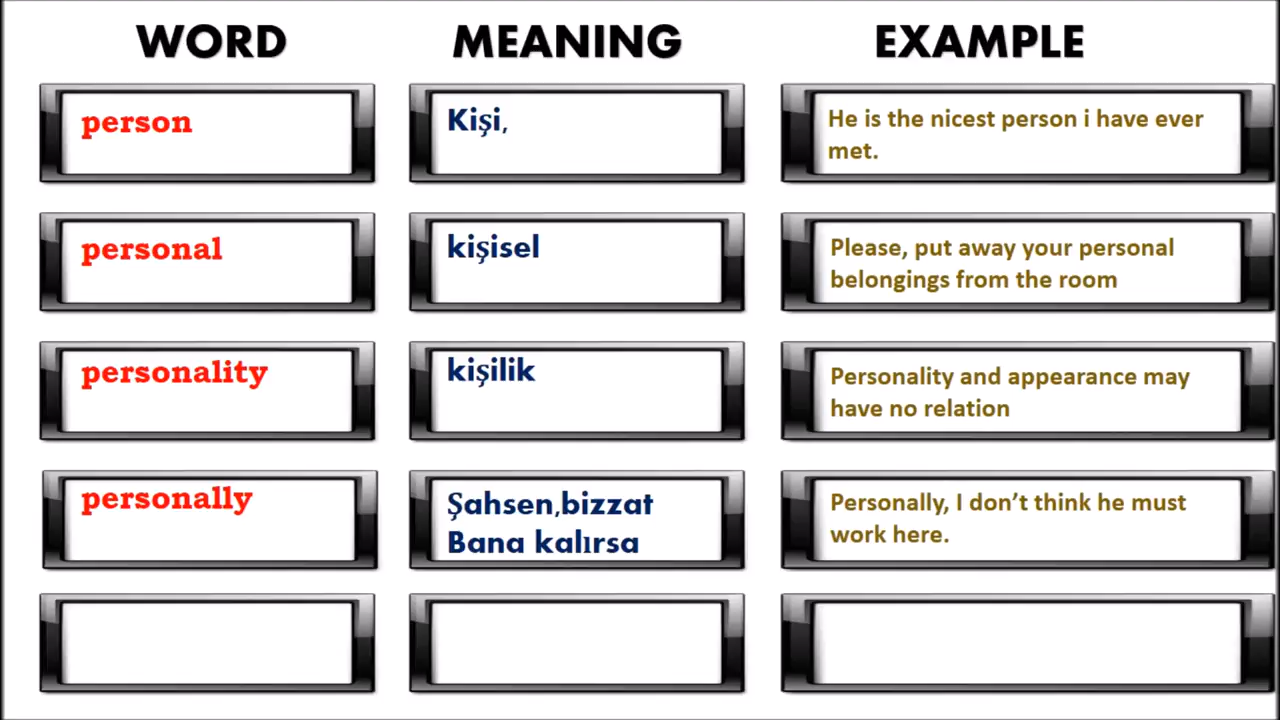 WORD MEANING EXAMPLE
person
Kişi,
He is the nicest person i have ever
met.
personal
kişisel
Please, put away your personal
belongings from the room
personality
kişilik
Personality and appearance may
have no relation
personally
Şahsen,bizzat
Bana kalırsa
Personally, I don’t think he must
work here.